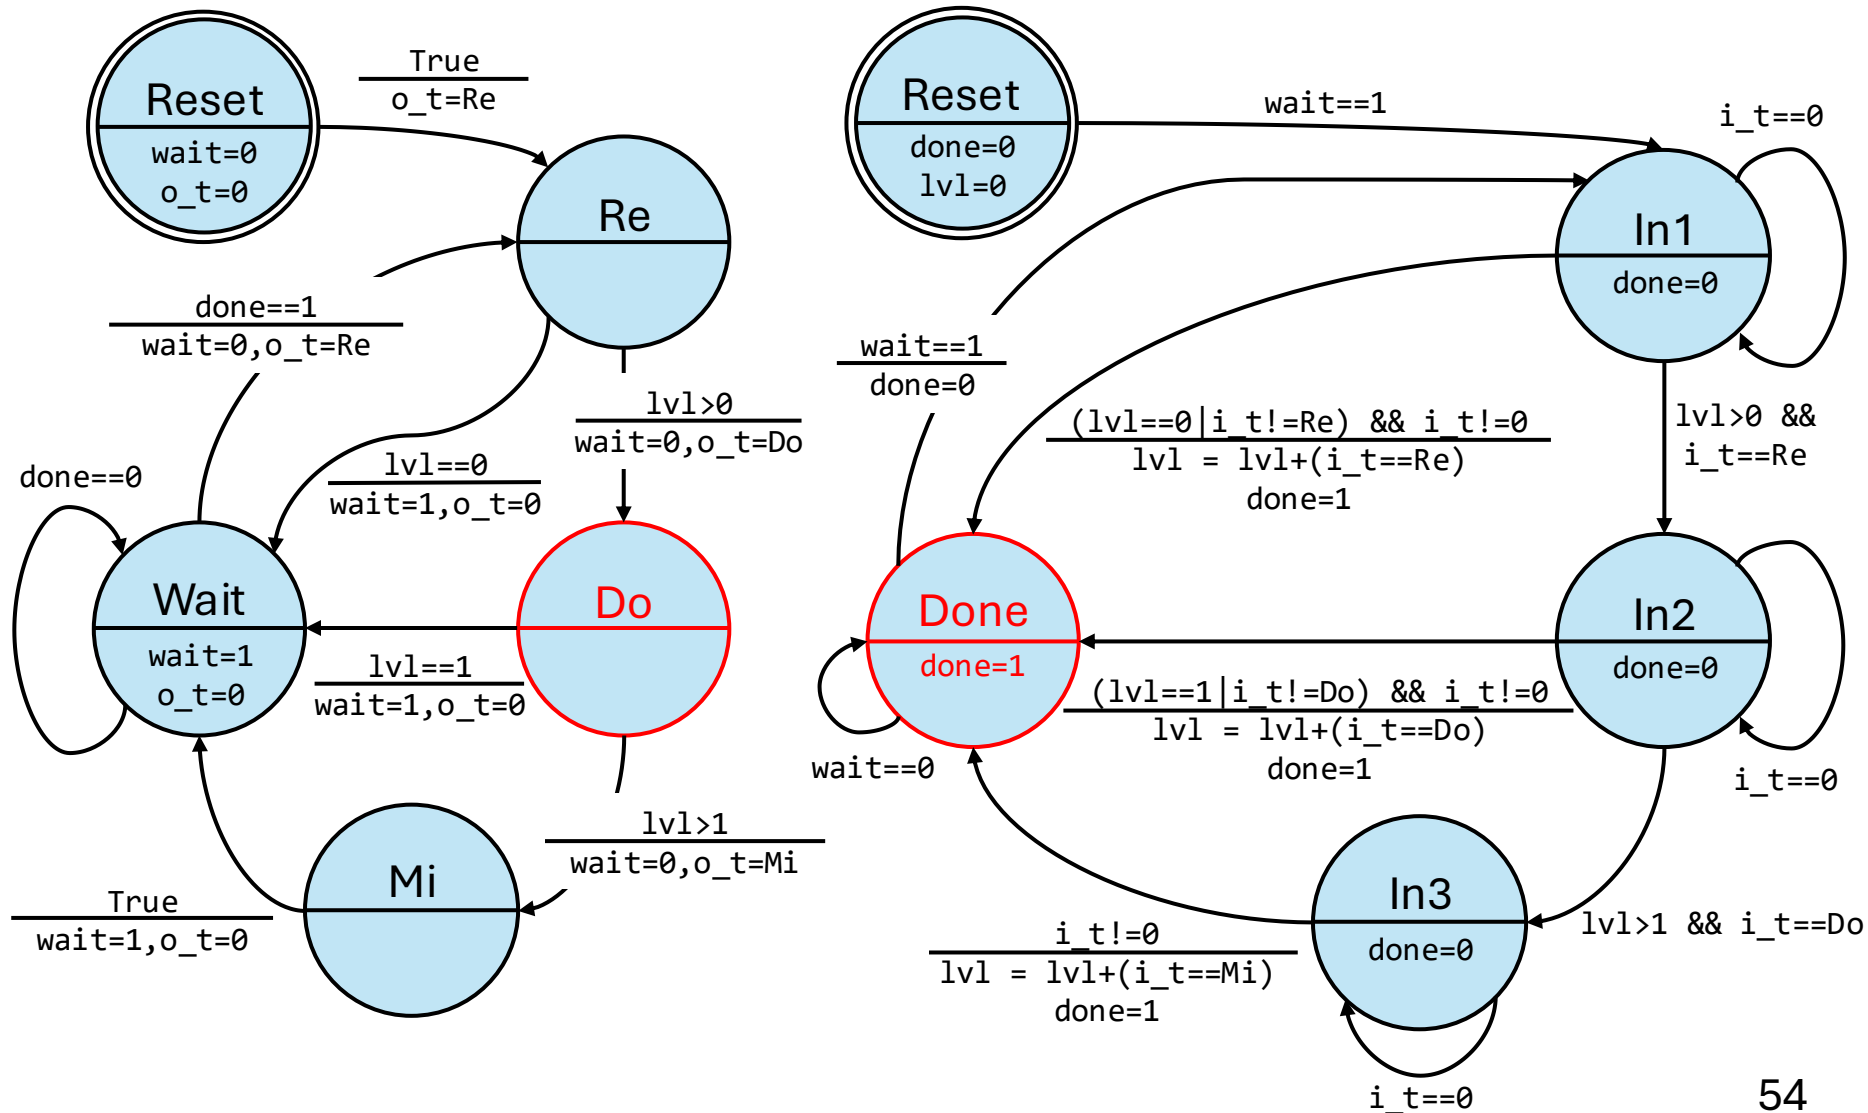 Reset
wait=0
o_t=0
True
o_t=Re
Re
done==1
wait=0,o_t=Re
lvl>0
wait=0,o_t=Do
lvl==0
wait=1,o_t=0
done==0
Wait
wait=1
o_t=0
Do
lvl==1
wait=1,o_t=0
lvl>1
wait=0,o_t=Mi
Mi
True
wait=1,o_t=0
Reset
done=0
lvl=0
wait==1
i_t==0
In1
done=0
wait==1
done=0
(lvl==0|i_t!=Re) && i_t!=0
lvl = lvl+(i_t==Re)
done=1
lvl>0 &&
i_t==Re
Done
done=1
In2
done=0
(lvl==1|i_t!=Do) && i_t!=0
lvl = lvl+(i_t==Do)
done=1
wait==0
i_t==0
In3
done=0
lvl>1 && i_t==Do
i_t!=0
lvl = lvl+(i_t==Mi)
done=1
i_t==0
54